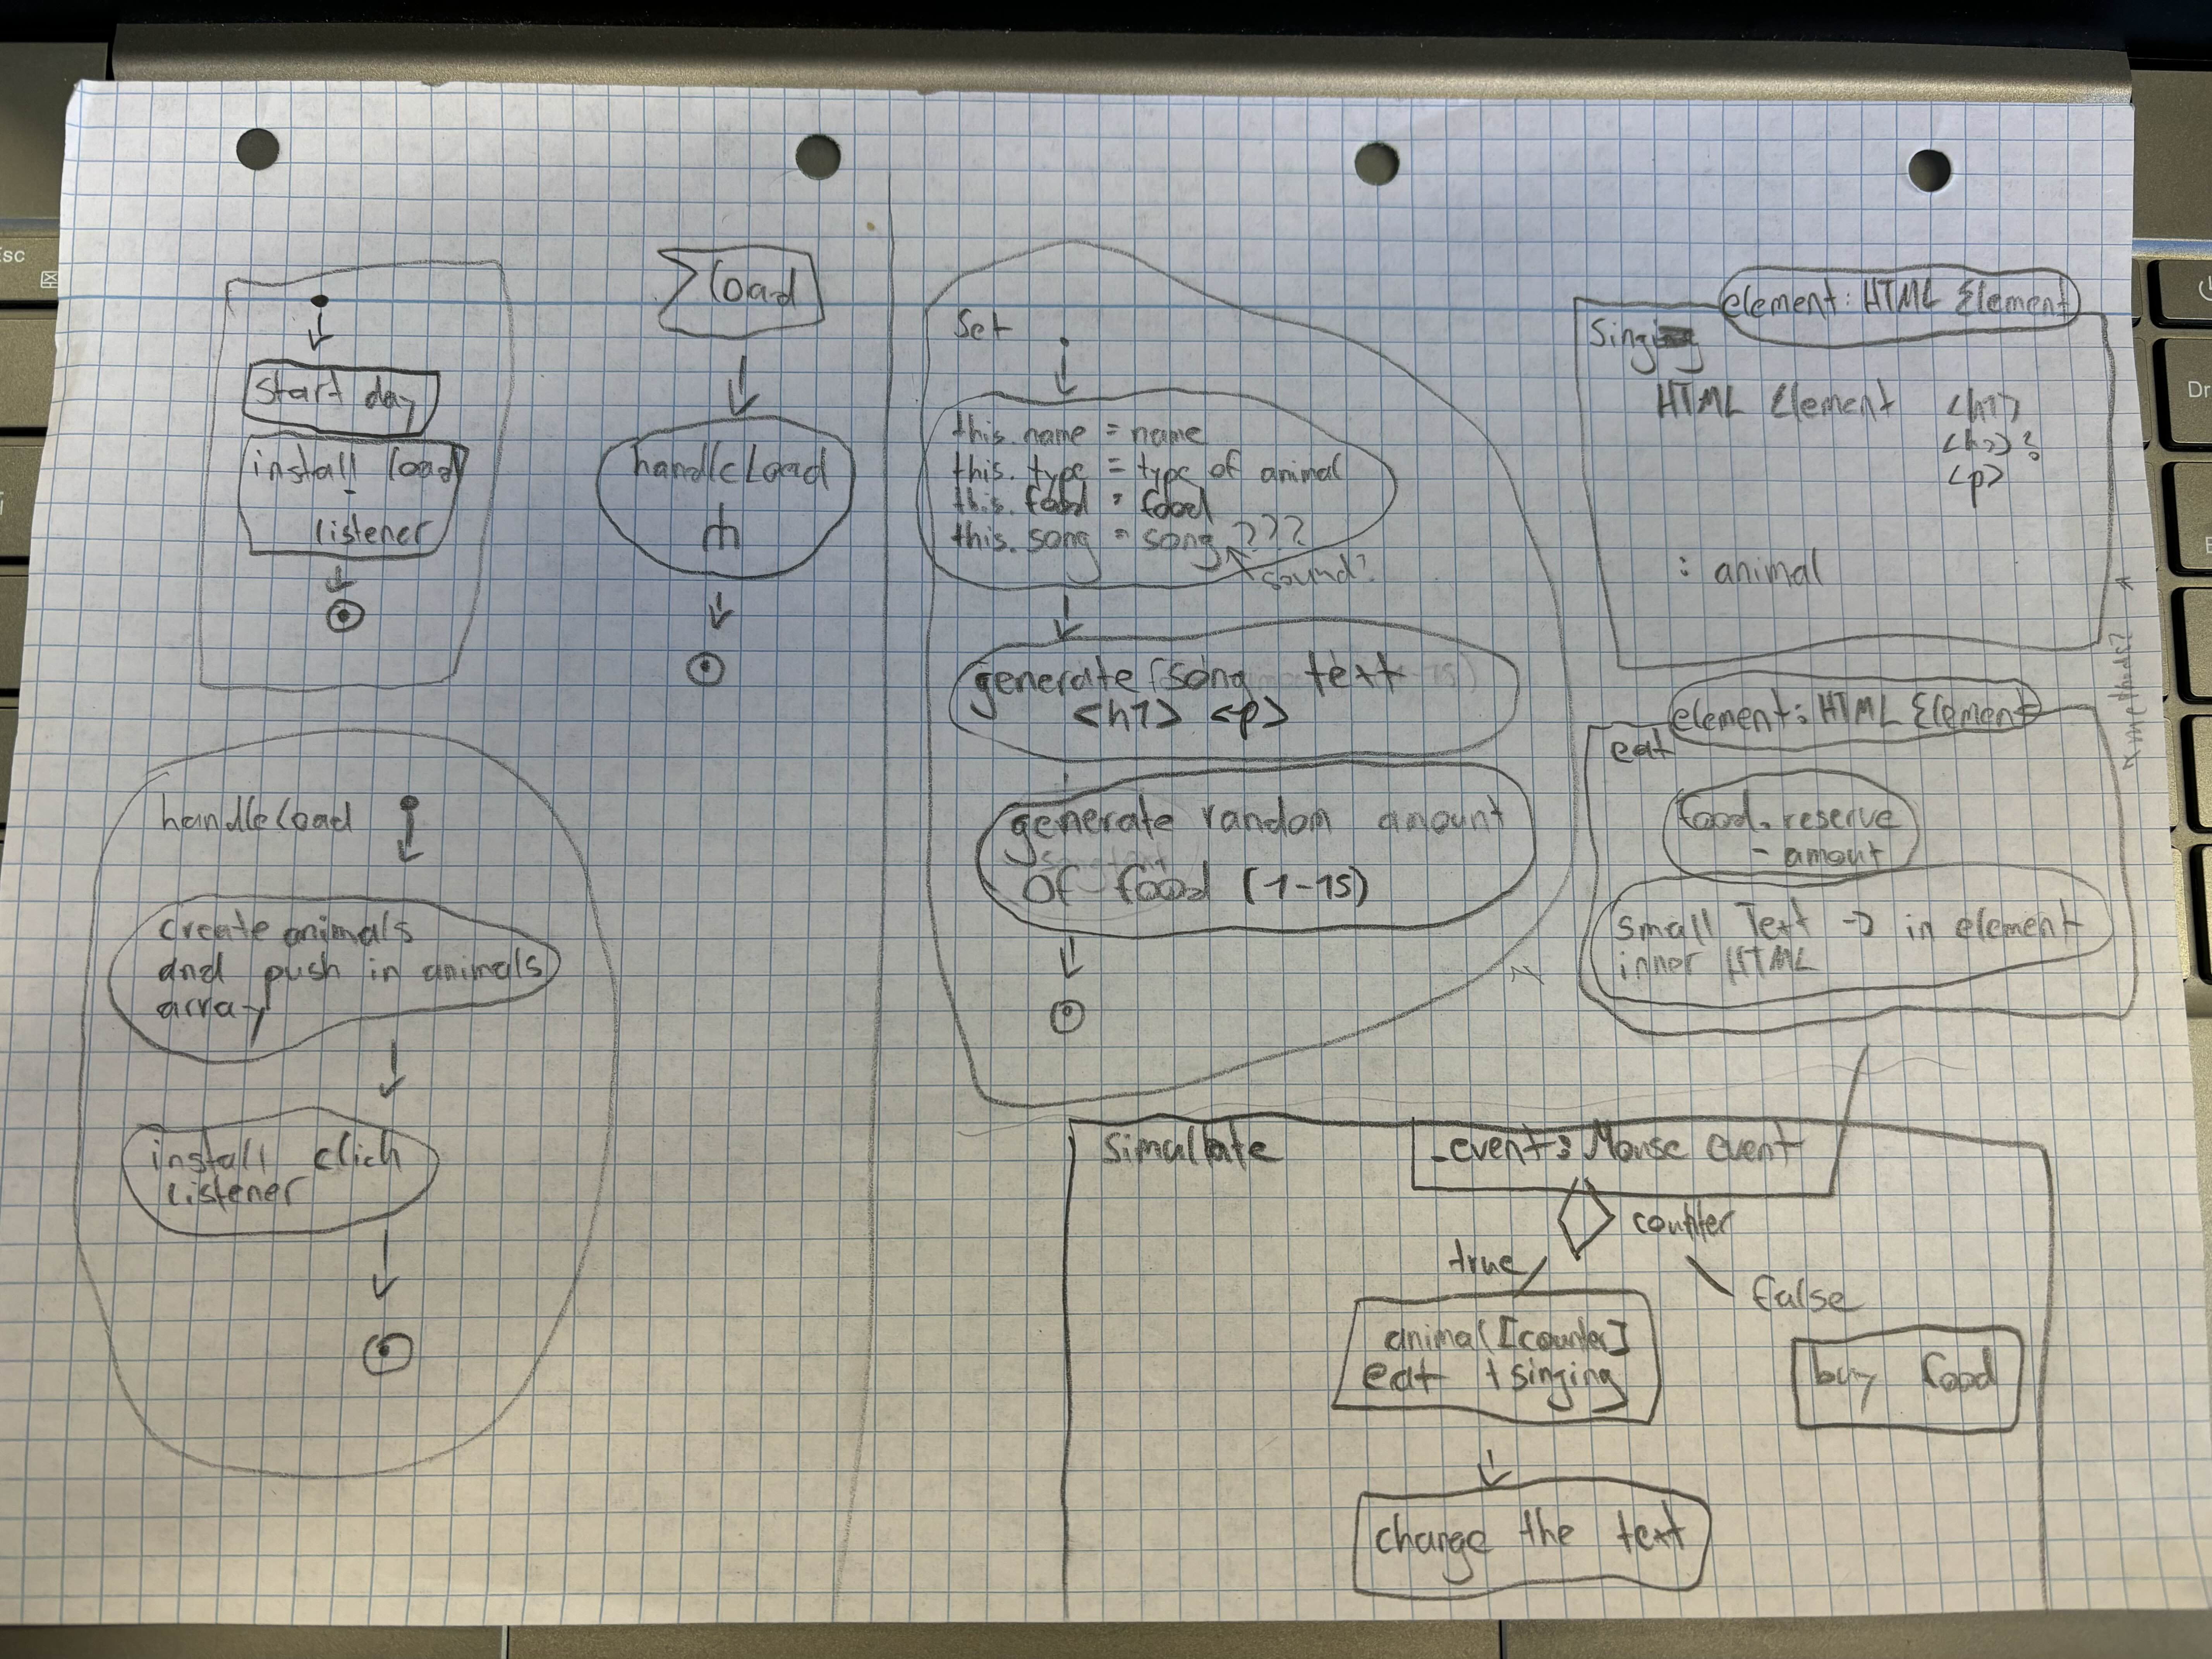 start day
install load
listener
load
handleLoad
handleload
create animals
and push in animals
array
install click
listener
Set
this.name = name
this.type = type of animal
this.food = food
this.song = song ???
sound?
generate song text
<h1> <p>
generate random amount
of food (1-15)
element: HTML Element
Singing
HTML Element <h1>
<h2>?
<p>
: animal
methods?
element: HTML Element
eat
food.reserve
- amount
small Text -> in element
inner HTML
simulate
_event: Mouse event
counter
true
false
animal[counter]
eat + singing
buy food
change the text
Esc